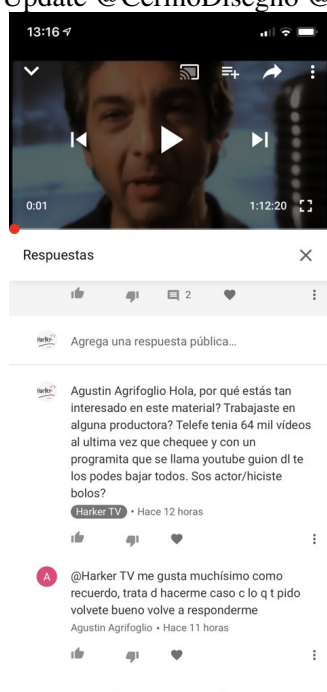 Update @CerinoDiseglio @
13:16
0:01
1:12:20
Respuestas
2
Harker
Agrega una respuesta pública...
Harker
Agustin Agrifoglio Hola, por qué estás tan
interesado en este material? Trabajaste en
alguna productora? Telefe tenia 64 mil vídeos
al ultima vez que chequee y con un
programita que se llama youtube guion dl te
los podes bajar todos. Sos actor/hiciste
bolos?
Harker TV • Hace 12 horas
A
@Harker TV me gusta muchísimo como
recuerdo, trata d hacerme caso c lo q t pido
volvete bueno volve a responderme
Agustin Agrifoglio • Hace 11 horas